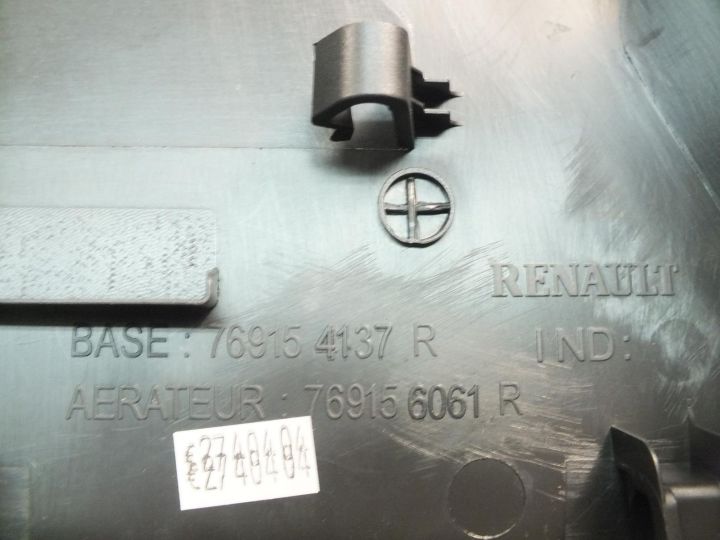 RENAULT
BASE : 76915 4137 R IND:
AERATEUR : 76915 6061 R